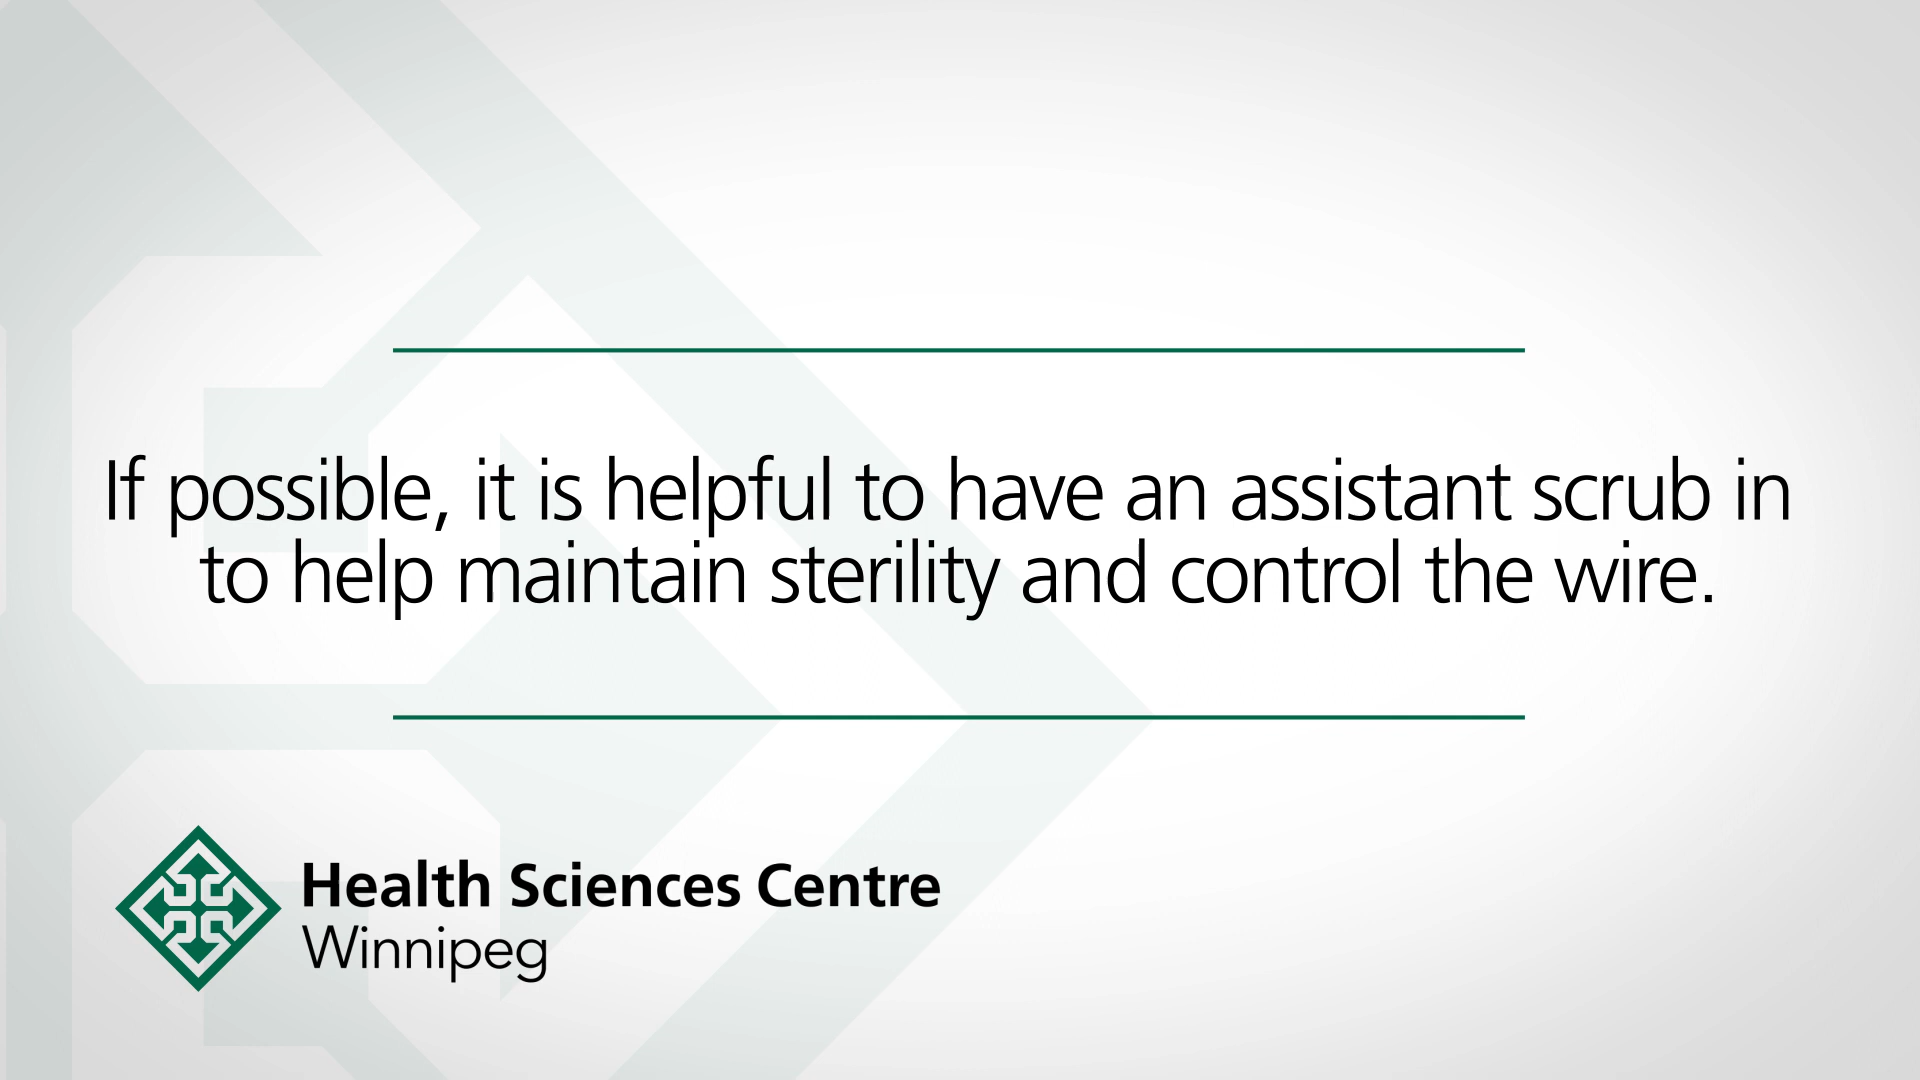 If possible, it is helpful to have an assistant scrub in
to help maintain sterility and control the wire.
Health Sciences Centre
Winnipeg